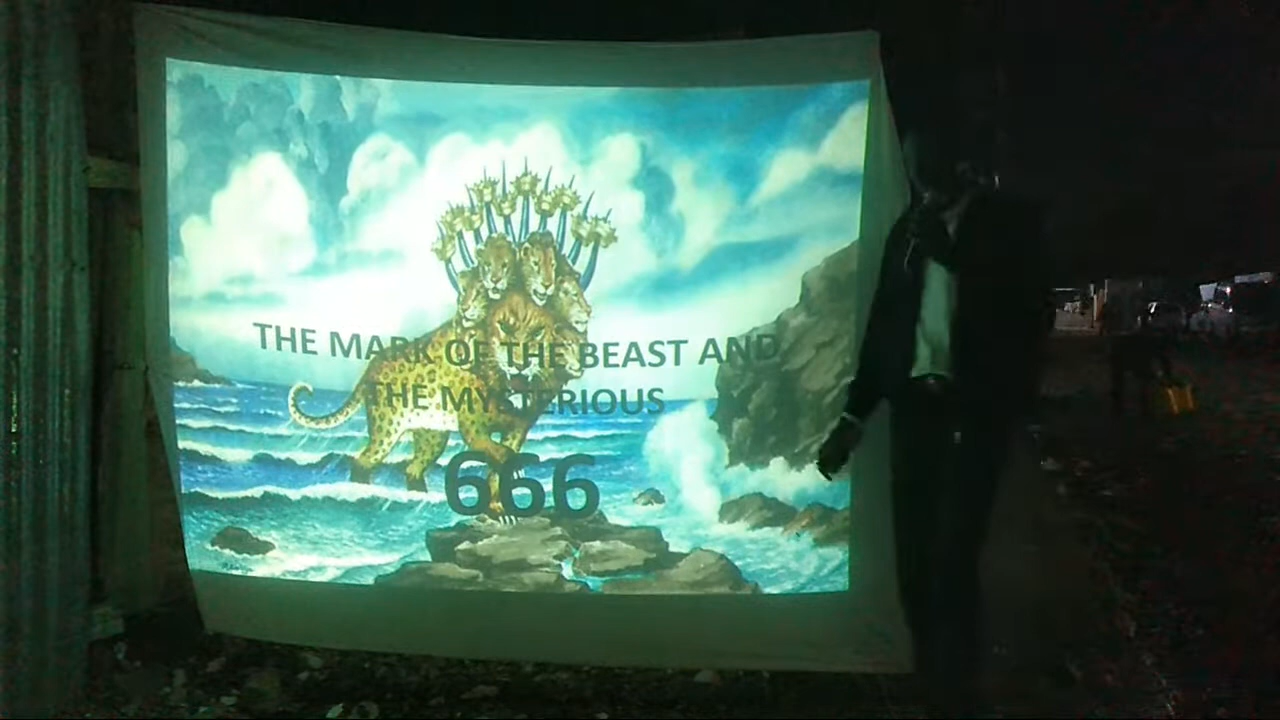 THE MARK OF THE BEAST AND
THE MYSTERIOUS
666